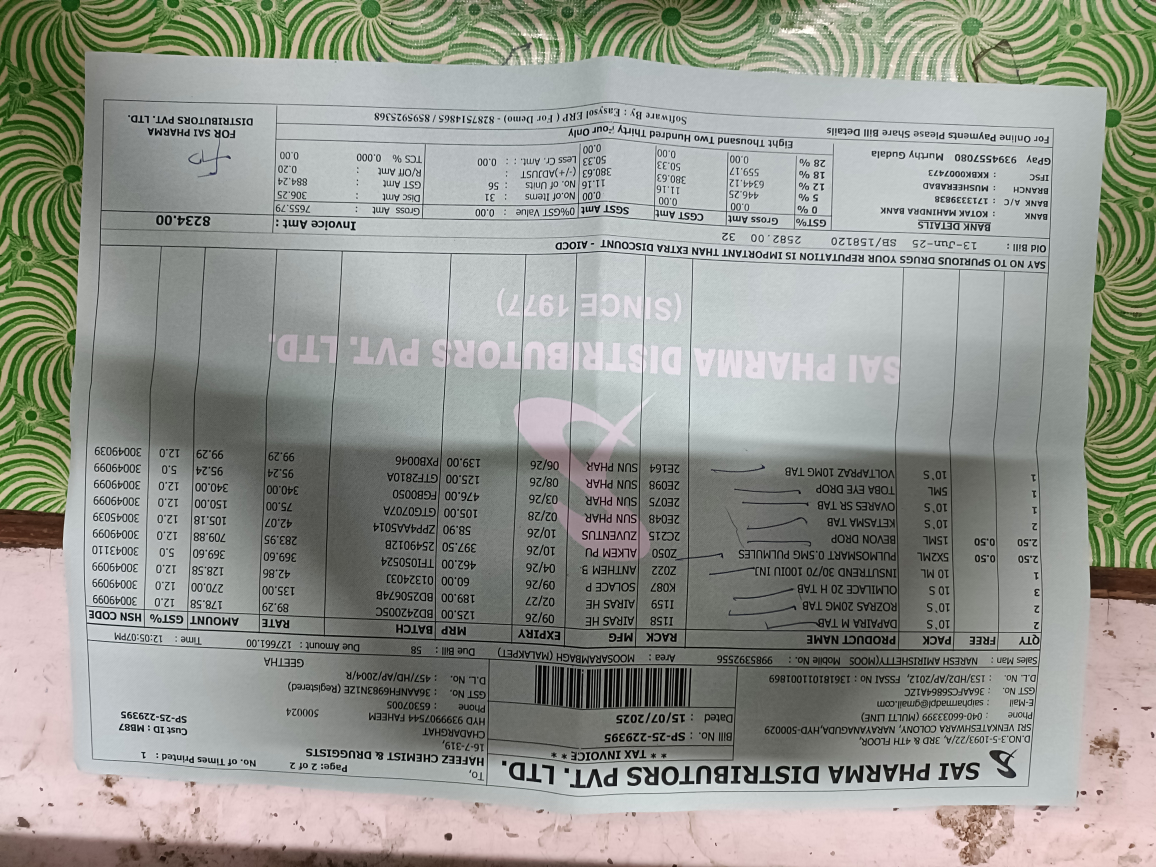 SAI PHARMA DISTRIBUTORS PVT. LTD.
D.NO.3-5-1093/22/A, 3RD & 4TH FLOOR,
SRI VENKATESHWARA COLONY, NARAYANAGUDA,HYD-500029
Phone : 040-66033993 (MULTI LINE)
E-Mail : saipharmadpl@gmail.com
GST No. : 36AAFCS6864A1ZC
D.L No. : 153/HD/AP/2012, FSSAI No : 13618010001869
* * TAX INVOICE * *
Bill No. : SP-25-229395
Dated : 15/07/2025
To,
Page: 2 of 2
No. of Times Printed : 1
HAFEEZ CHEMIST & DRUGGISTS
16-7-319,
CHADARGHAT
HYD 9399907544 FAHEEM
500024
Phone : 65307005
GST No. : 36AANFH6983N1ZE (Registered)
D.L. No. : 457/HD/AP/2004/R
GEETHA
Cust ID : MB87
SP-25-229395
Sales Man : NARESH AMIRISHETTY(MOOS Mobile No. : 9985392556 Area : MOOSARAMBAGH (MALAKPET) Due Bill : 58 Due Amount : 127661.00 Time : 12:05:07PM
QTY FREE PACK PRODUCT NAME RACK MFG EXPIRY MRP BATCH RATE AMOUNT GST% HSN CODE
2 10`S DAPAIRA M TAB I158 AIRAS HE 09/26 125.00 BD242005C 89.29 178.58 12.0 30049099
2 10`S ROZRAS 20MG TAB I159 AIRAS HE 02/27 189.00 BD250674B 135.00 270.00 12.0 30049099
3 10 S OLMILACE 20 H TAB K087 SOLACE P 09/26 60.00 01324033 42.86 128.58 12.0 30049099
1 10 ML INSUTREND 30/70 100IU INJ Z022 ANTHEM B 04/26 462.00 TFI050524 369.60 369.60 5.0 30043110
2.50 0.50 5X2ML PULMOSMART 0.5MG PULMULES Z050 ALKEM PU 10/26 397.50 2549012B 283.95 709.88 12.0 30049099
2.50 0.50 15ML BEVON DROP 2C215 ZUVENTUS 10/26 58.90 ZPP4AAS014 42.07 105.18 12.0 30045039
2 10`S KETASMA TAB 2E048 SUN PHAR 02/28 105.00 GTG0707A 75.00 150.00 12.0 30049099
1 10`S OVARES SR TAB 2E075 SUN PHAR 03/26 476.00 FGB0050 340.00 340.00 12.0 30049099
1 5ML TOBA EYE DROP 2E098 SUN PHAR 08/26 125.00 GTF2810A 95.24 95.24 5.0 30049099
1 10`S VOLTAPRAZ 10MG TAB 2E164 SUN PHAR 06/26 139.00 PXB0046 99.29 99.29 12.0 30049039
SAI PHARMA DISTRIBUTORS PVT. LTD.
(SINCE 1977)
SAY NO TO SPURIOUS DRUGS YOUR REPUTATION IS IMPORTANT THAN EXTRA DISCOUNT - AIOCD
Old Bill : 13-Jun-25 SB/158120 2582.00 32
BANK DETAILS
BANK : KOTAK MAHINDRA BANK
BANK A/C : 1713339838
BRANCH : MUSHEERABAD
IFSC : KKBK0007473
GPay 9394557080 Murthy Gudala
For Online Payments Please Share Bill Details
GST% Gross Amt CGST Amt SGST Amt
0 % 0.00 0.00 0.00
5 % 446.25 11.16 11.16
12 % 6344.12 380.63 380.63
18 % 559.17 50.33 50.33
28 % 0.00 0.00 0.00
0%GST Value : 0.00
No.of Items : 31
No. of Units : 56
(-/+)ADJUST :
Less Cr. Amt. : 0.00
Invoice Amt : 8234.00
Gross Amt : 7655.79
Disc Amt : 306.25
GST Amt : 884.24
R/Off Amt : 0.20
TCS % 0.000 0.00
Eight Thousand Two Hundred Thirty Four Only
Software By : Easysol ERP ( For Demo) - 8287514865 / 8595925368
FOR SAI PHARMA
DISTRIBUTORS PVT. LTD.